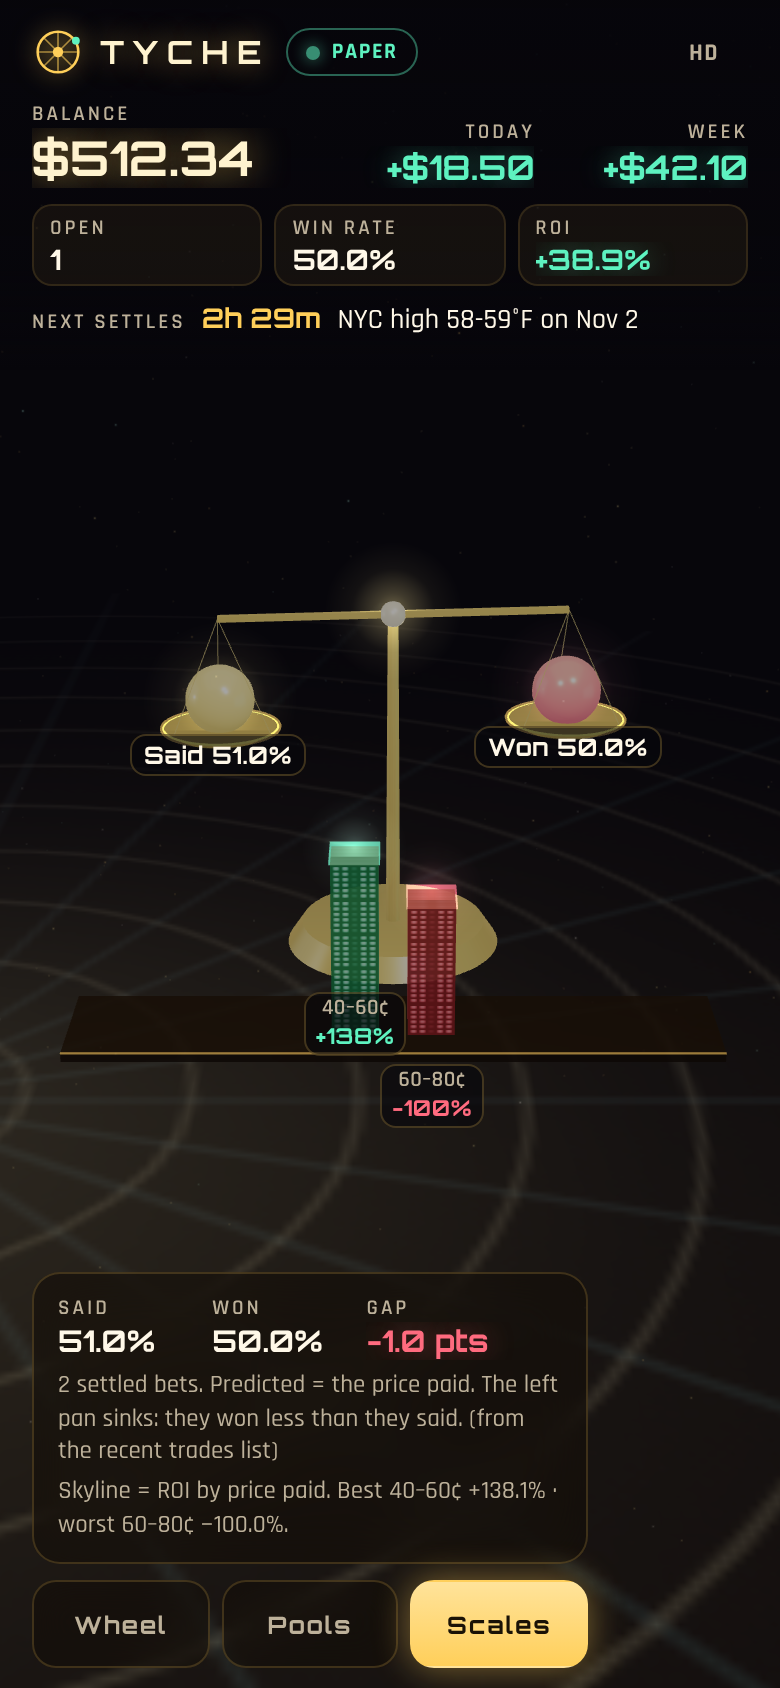 TYCHE
PAPER
HD
BALANCE
$512.34
TODAY
+$18.50
WEEK
+$42.10
OPEN
1
WIN RATE
50.0%
ROI
+38.9%
NEXT SETTLES 2h 29m NYC high 58-59°F on Nov 2
Said 51.0%
Won 50.0%
40–60¢
+138%
60–80¢
-100%
SAID
51.0%
WON
50.0%
GAP
-1.0 pts
2 settled bets. Predicted = the price paid. The left
pan sinks: they won less than they said. (from
the recent trades list)
Skyline = ROI by price paid. Best 40–60¢ +138.1% ·
worst 60–80¢ −100.0%.
Wheel
Pools
Scales